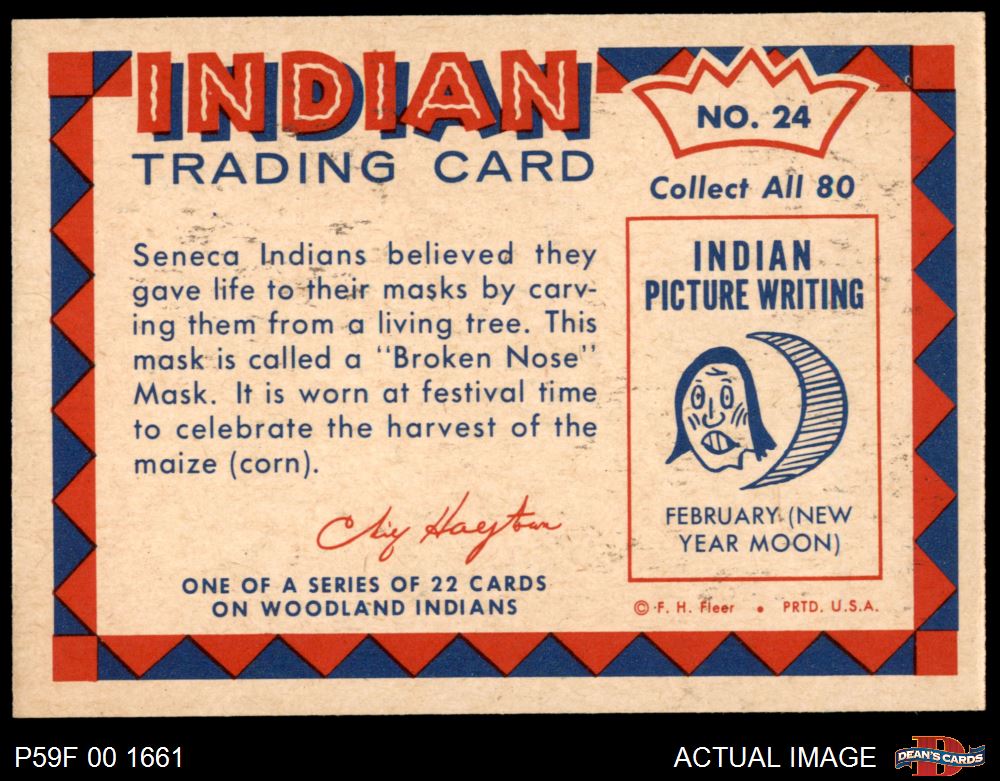 INDIAN
TRADING CARD
NO. 24
Collect All 80
Seneca Indians believed they
gave life to their masks by carv-
ing them from a living tree. This
mask is called a "Broken Nose"
Mask. It is worn at festival time
to celebrate the harvest of the
maize (corn).
ONE OF A SERIES OF 22 CARDS
ON WOODLAND INDIANS
INDIAN
PICTURE WRITING
FEBRUARY (NEW
YEAR MOON)
© F. H. Fleer • PRTD. U.S.A.
P59F 00 1661
ACTUAL IMAGE
D
DEAN'S CARDS